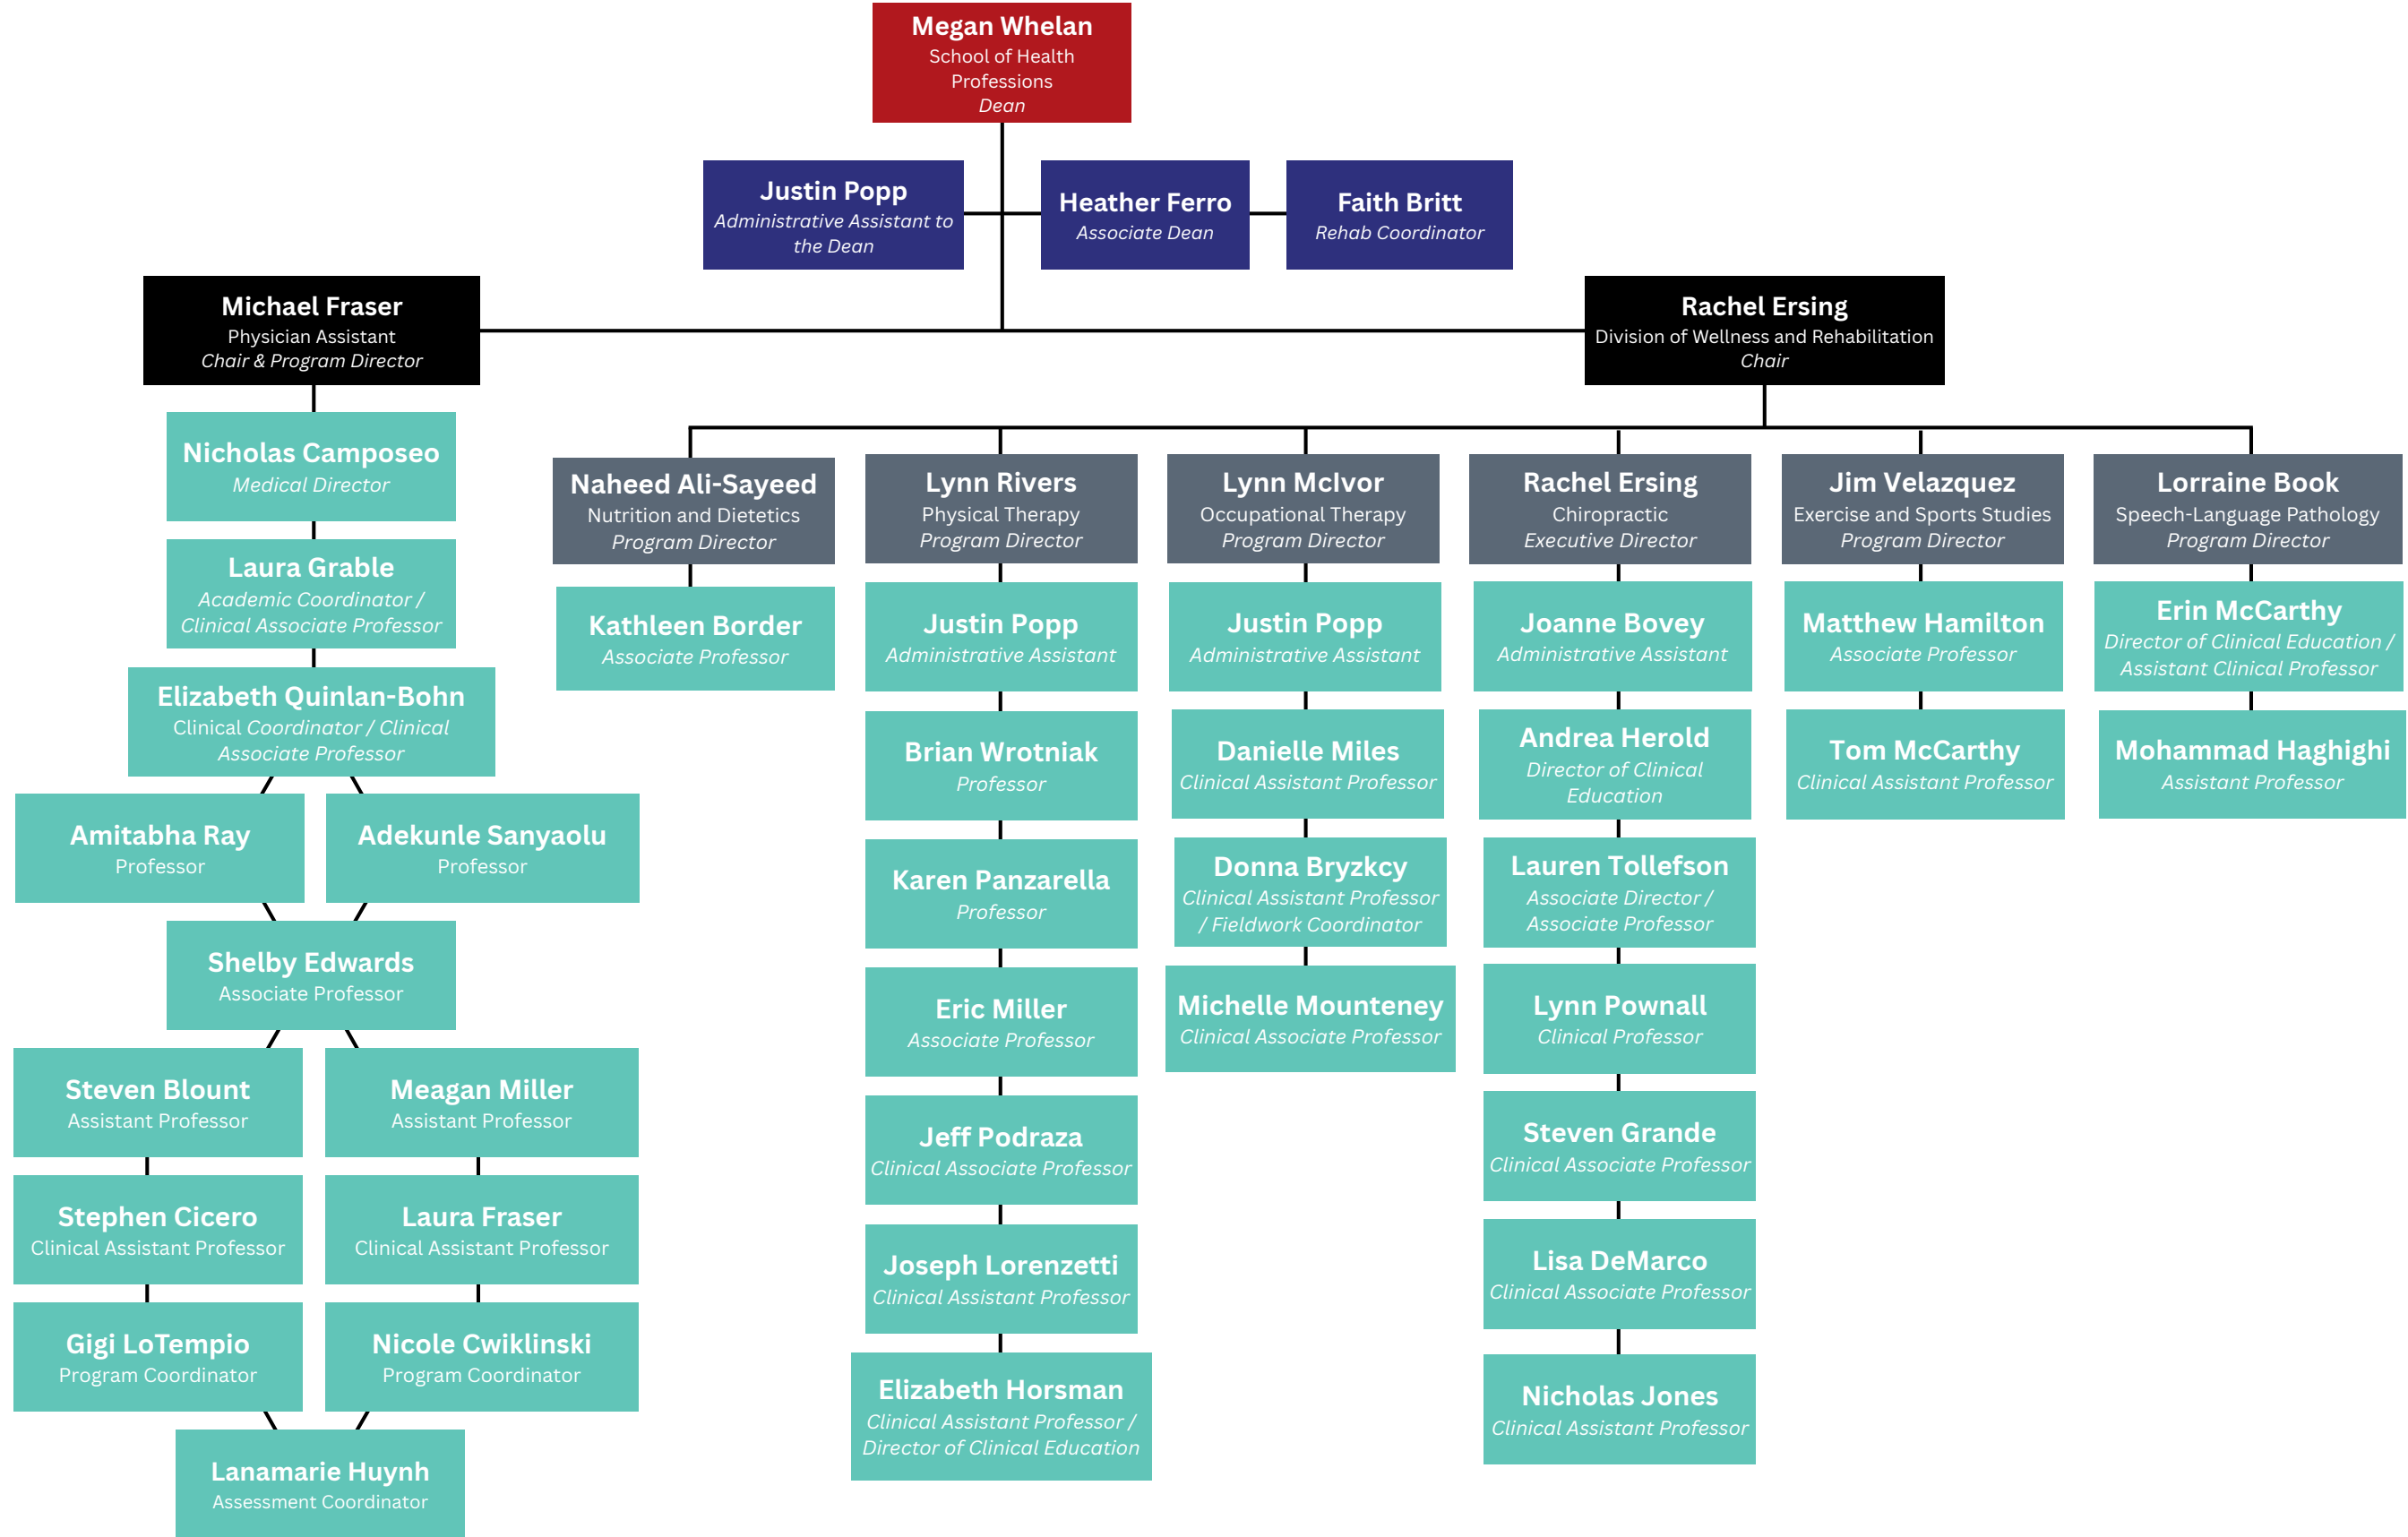 Megan Whelan
School of Health
Professions
Dean
Justin Popp
Administrative Assistant to
the Dean
Heather Ferro
Associate Dean
Faith Britt
Rehab Coordinator
Michael Fraser
Physician Assistant
Chair & Program Director
Rachel Ersing
Division of Wellness and Rehabilitation
Chair
Nicholas Camposeo
Medical Director
Laura Grable
Academic Coordinator /
Clinical Associate Professor
Elizabeth Quinlan-Bohn
Clinical Coordinator / Clinical
Associate Professor
Amitabha Ray
Professor
Adekunle Sanyaolu
Professor
Shelby Edwards
Associate Professor
Steven Blount
Assistant Professor
Meagan Miller
Assistant Professor
Stephen Cicero
Clinical Assistant Professor
Laura Fraser
Clinical Assistant Professor
Gigi LoTempio
Program Coordinator
Nicole Cwiklinski
Program Coordinator
Lanamarie Huynh
Assessment Coordinator
Naheed Ali-Sayeed
Nutrition and Dietetics
Program Director
Kathleen Border
Associate Professor
Lynn Rivers
Physical Therapy
Program Director
Justin Popp
Administrative Assistant
Brian Wrotniak
Professor
Karen Panzarella
Professor
Eric Miller
Associate Professor
Jeff Podraza
Clinical Associate Professor
Joseph Lorenzetti
Clinical Assistant Professor
Elizabeth Horsman
Clinical Assistant Professor /
Director of Clinical Education
Lynn McIvor
Occupational Therapy
Program Director
Justin Popp
Administrative Assistant
Danielle Miles
Clinical Assistant Professor
Donna Bryzkcy
Clinical Assistant Professor
/ Fieldwork Coordinator
Michelle Mounteney
Clinical Associate Professor
Rachel Ersing
Chiropractic
Executive Director
Joanne Bovey
Administrative Assistant
Andrea Herold
Director of Clinical
Education
Lauren Tollefson
Associate Director /
Associate Professor
Lynn Pownall
Clinical Professor
Steven Grande
Clinical Associate Professor
Lisa DeMarco
Clinical Associate Professor
Nicholas Jones
Clinical Assistant Professor
Jim Velazquez
Exercise and Sports Studies
Program Director
Matthew Hamilton
Associate Professor
Tom McCarthy
Clinical Assistant Professor
Lorraine Book
Speech-Language Pathology
Program Director
Erin McCarthy
Director of Clinical Education /
Assistant Clinical Professor
Mohammad Haghighi
Assistant Professor